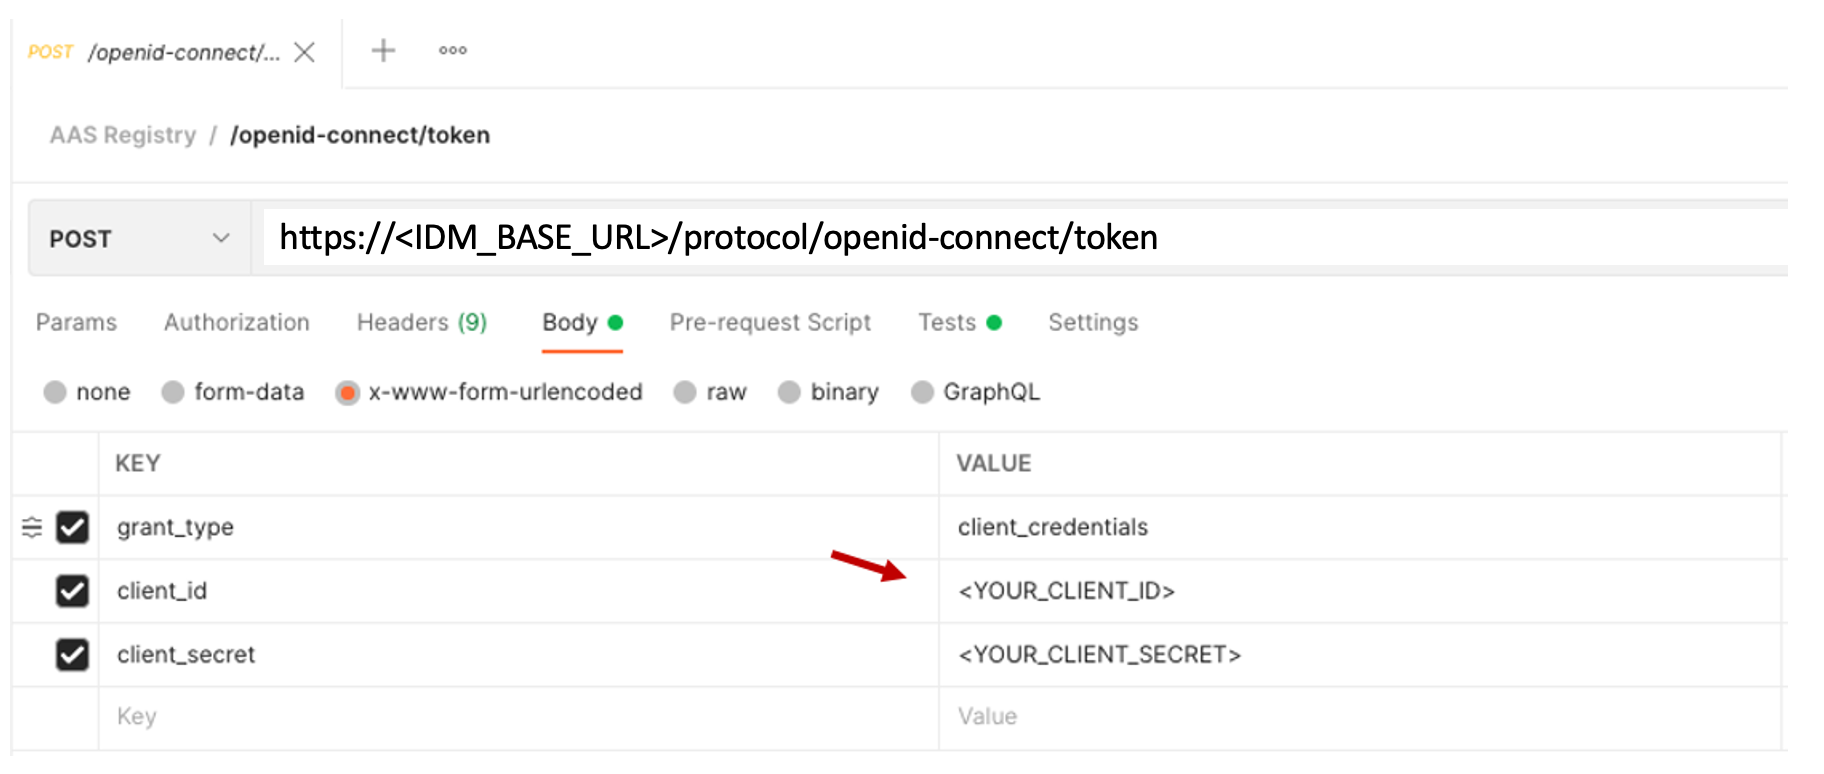 POST /openid-connect/... + ooo
AAS Registry / /openid-connect/token
POST https://<IDM_BASE_URL>/protocol/openid-connect/token
Params Authorization Headers (9) Body Pre-request Script Tests Settings
none form-data x-www-form-urlencoded raw binary GraphQL
KEY VALUE
grant_type client_credentials
client_id <YOUR_CLIENT_ID>
client_secret <YOUR_CLIENT_SECRET>
Key Value